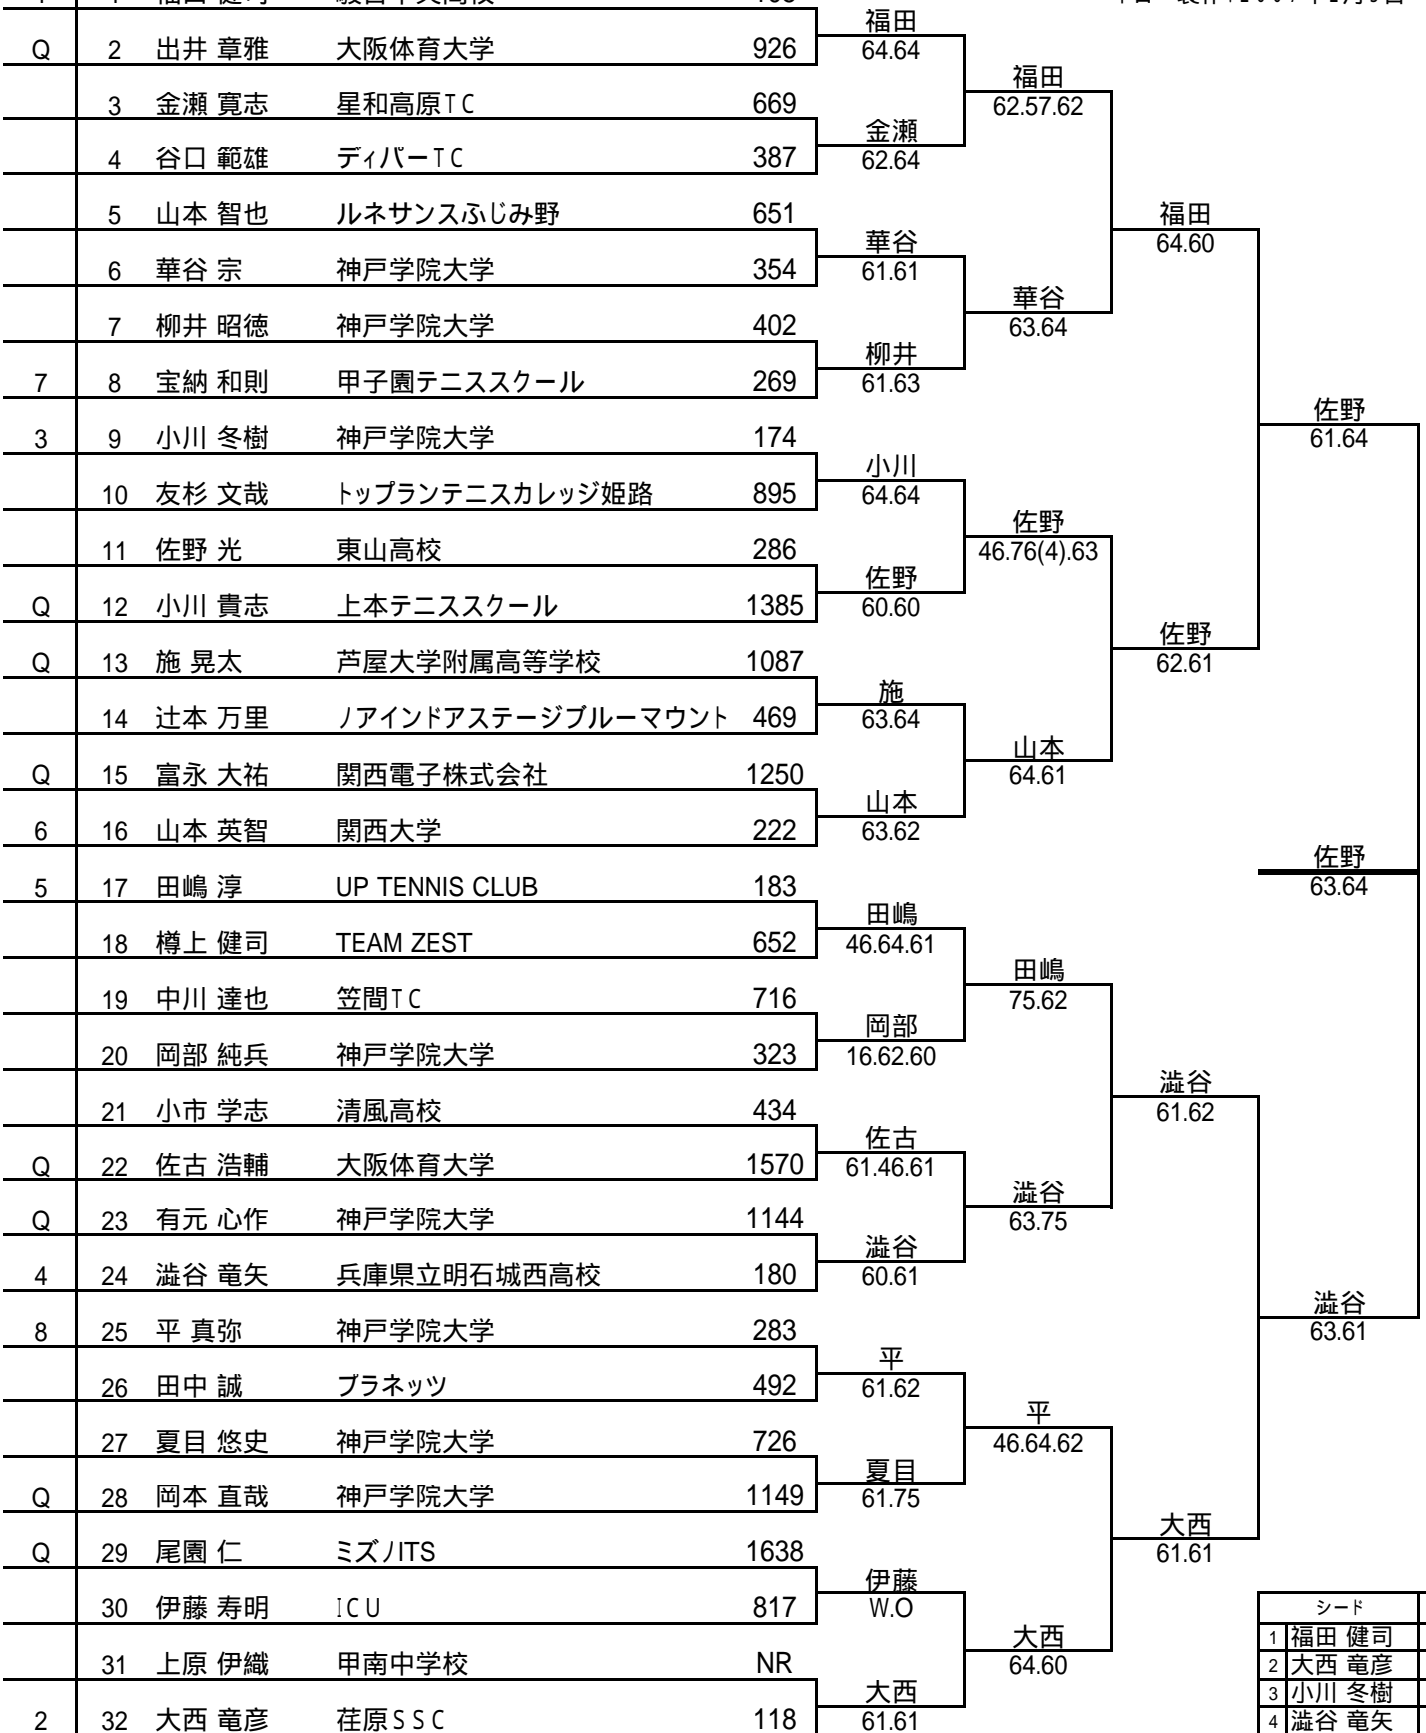 Q 2 出井 章雅 大阪体育大学 926
3 金瀬 寛志 星和高原TC 669
4 谷口 範雄 ディパーTC 387
5 山本 智也 ルネサンスふじみ野 651
6 華谷 宗 神戸学院大学 354
7 柳井 昭徳 神戸学院大学 402
7 8 宝納 和則 甲子園テニススクール 269
3 9 小川 冬樹 神戸学院大学 174
10 友杉 文哉 トップランテニスカレッジ姫路 895
11 佐野 光 東山高校 286
Q 12 小川 貴志 上本テニススクール 1385
Q 13 施 晃太 芦屋大学附属高等学校 1087
14 辻本 万里 ノアインドアステージブルーマウント 469
Q 15 富永 大祐 関西電子株式会社 1250
6 16 山本 英智 関西大学 222
5 17 田嶋 淳 UP TENNIS CLUB 183
18 樽上 健司 TEAM ZEST 652
19 中川 達也 笠間TC 716
20 岡部 純兵 神戸学院大学 323
21 小市 学志 清風高校 434
Q 22 佐古 浩輔 大阪体育大学 1570
Q 23 有元 心作 神戸学院大学 1144
4 24 澁谷 竜矢 兵庫県立明石城西高校 180
8 25 平 真弥 神戸学院大学 283
26 田中 誠 プラネッツ 492
27 夏目 悠史 神戸学院大学 726
Q 28 岡本 直哉 神戸学院大学 1149
Q 29 尾園 仁 ミズノITS 1638
30 伊藤 寿明 ICU 817
31 上原 伊織 甲南中学校 NR
2 32 大西 竜彦 荏原SSC 118
福田
64.64
金瀬
62.64
華谷
61.61
柳井
61.63
小川
64.64
佐野
60.60
施
63.64
山本
63.62
田嶋
46.64.61
岡部
16.62.60
佐古
61.46.61
澁谷
60.61
平
61.62
夏目
61.75
伊藤
W.O
大西
61.61
福田
62.57.62
華谷
63.64
佐野
46.76(4).63
山本
64.61
田嶋
75.62
澁谷
63.75
平
46.64.62
大西
64.60
福田
64.60
佐野
62.61
澁谷
61.62
大西
61.61
佐野
61.64
澁谷
63.61
佐野
63.64
シード
1 福田 健司
2 大西 竜彦
3 小川 冬樹
4 澁谷 竜矢